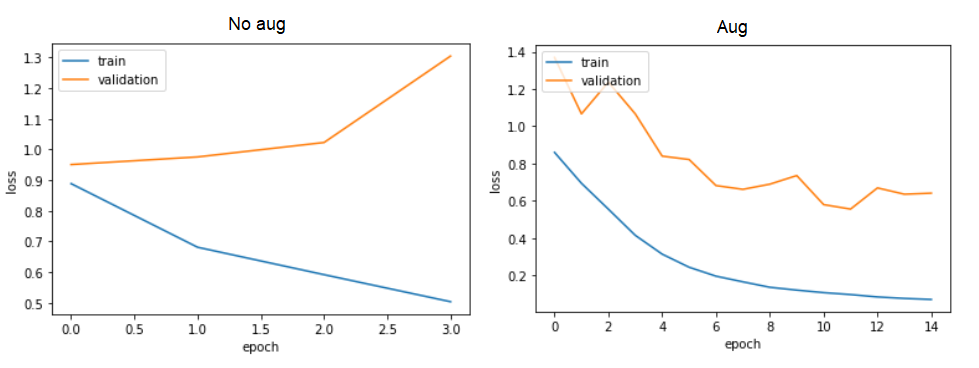 No aug
train
validation
1.3
1.2
1.1
1.0
0.9
0.8
0.7
0.6
0.5
loss
0.0 0.5 1.0 1.5 2.0 2.5 3.0
epoch
Aug
train
validation
1.4
1.2
1.0
0.8
0.6
0.4
0.2
loss
0 2 4 6 8 10 12 14
epoch